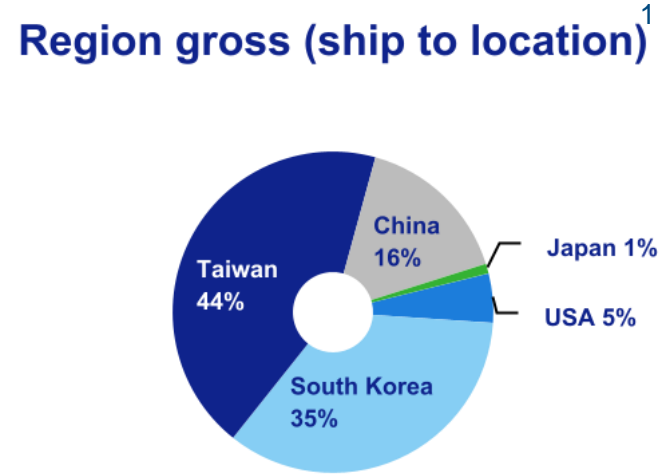 Region gross (ship to location)1
China
16%
Japan 1%
Taiwan
44%
USA 5%
South Korea
35%